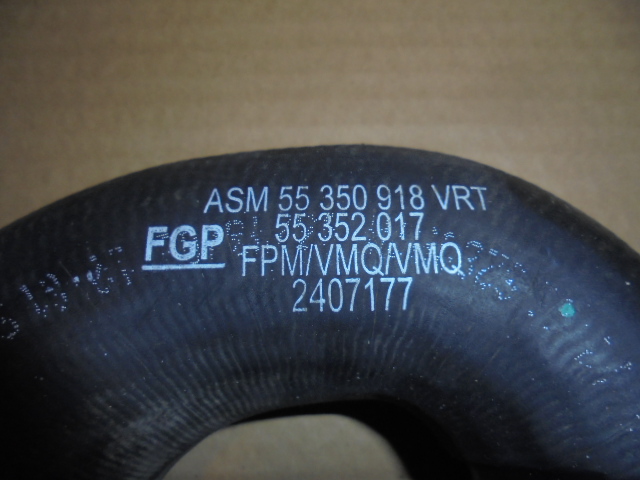 ASM 55 350 918 VRT
55 352 017
FGP FPM/VMQ/VMQ
2407177